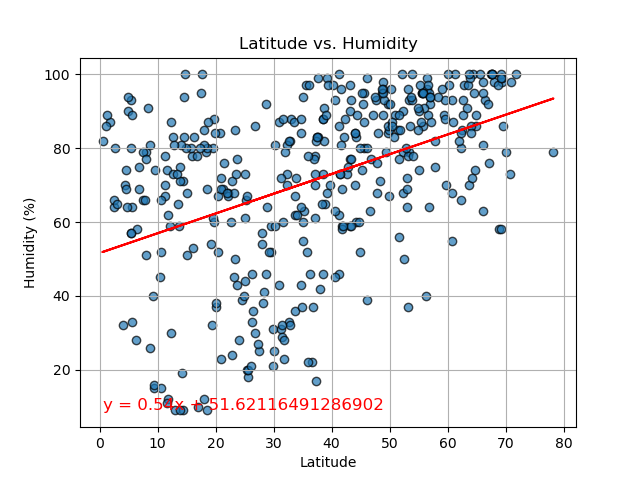 Latitude vs. Humidity
Humidity (%)
100
80
60
40
20
y = 0.54x + 51.62116491286902
0 10 20 30 40 50 60 70 80
Latitude